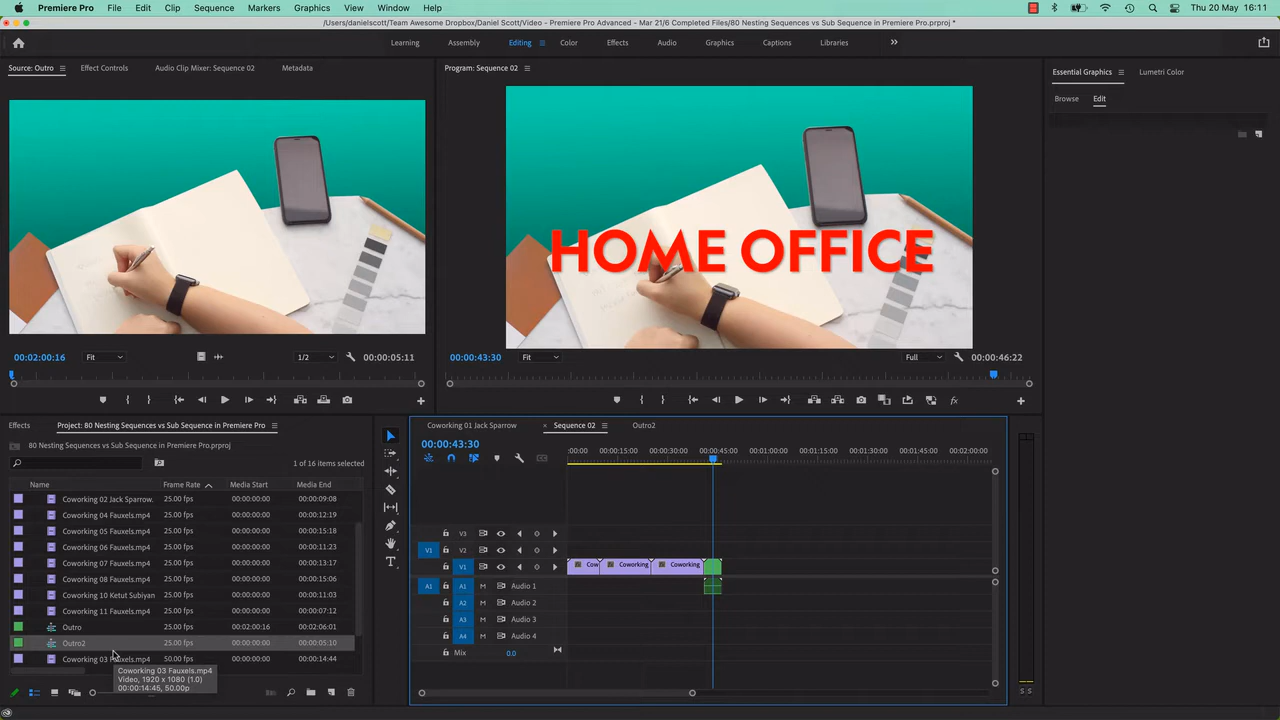 Premiere Pro File Edit Clip Sequence Markers Graphics View Window Help Thu 20 May 16:11
/Users/danielscott/Team Awesome Dropbox/Daniel Scott/Video - Premiere Pro Advanced - Mar 21/6 Completed Files/80 Nesting Sequences vs Sub Sequence in Premiere Pro.prproj *
Learning Assembly Editing Color Effects Audio Graphics Captions Libraries
Source: Outro Effect Controls Audio Clip Mixer: Sequence 02 Metadata
Program: Sequence 02
Essential Graphics Lumetri Color
Browse Edit
HOME OFFICE
00:02:00:16 Fit 1/2 00:00:05:11
00:00:43:30 Fit Full 00:00:46:22
Effects Project: 80 Nesting Sequences vs Sub Sequence in Premiere Pro
80 Nesting Sequences vs Sub Sequence in Premiere Pro.prproj
1 of 16 items selected
Name Frame Rate Media Start Media End
Coworking 02 Jack Sparrow. 25.00 fps 00:00:00:00 00:00:09:08
Coworking 04 Fauxels.mp4 25.00 fps 00:00:00:00 00:00:12:19
Coworking 05 Fauxels.mp4 25.00 fps 00:00:00:00 00:00:15:18
Coworking 06 Fauxels.mp4 25.00 fps 00:00:00:00 00:00:11:23
Coworking 07 Fauxels.mp4 25.00 fps 00:00:00:00 00:00:13:17
Coworking 08 Fauxels.mp4 25.00 fps 00:00:00:00 00:00:15:06
Coworking 10 Ketut Subiyan 25.00 fps 00:00:00:00 00:00:10:01
Coworking 11 Fauxels.mp4 25.00 fps 00:00:00:00 00:00:07:12
Outro 25.00 fps 00:02:00:16 00:02:06:01
Outro2 25.00 fps 00:00:00:00 00:00:05:10
Coworking 03 Fauxels.mp4 50.00 fps 00:00:00:00 00:00:14:44
Coworking 03 Fauxels.mp4
Video, 1920 x 1080 (1.0)
00:00:14:45, 50.00p
Coworking 01 Jack Sparrow Sequence 02 Outro2
00:00:43:30
:00:00 00:00:15:00 00:00:30:00 00:00:45:00 00:01:00:00 00:01:15:00 00:01:30:00 00:01:45:00 00:02:00:00
V3
V1 V2
V1 Cow Coworking Coworking
A1 A1 M Audio 1
A2 M Audio 2
A3 M Audio 3
A4 M Audio 4
Mix 0.0
S S